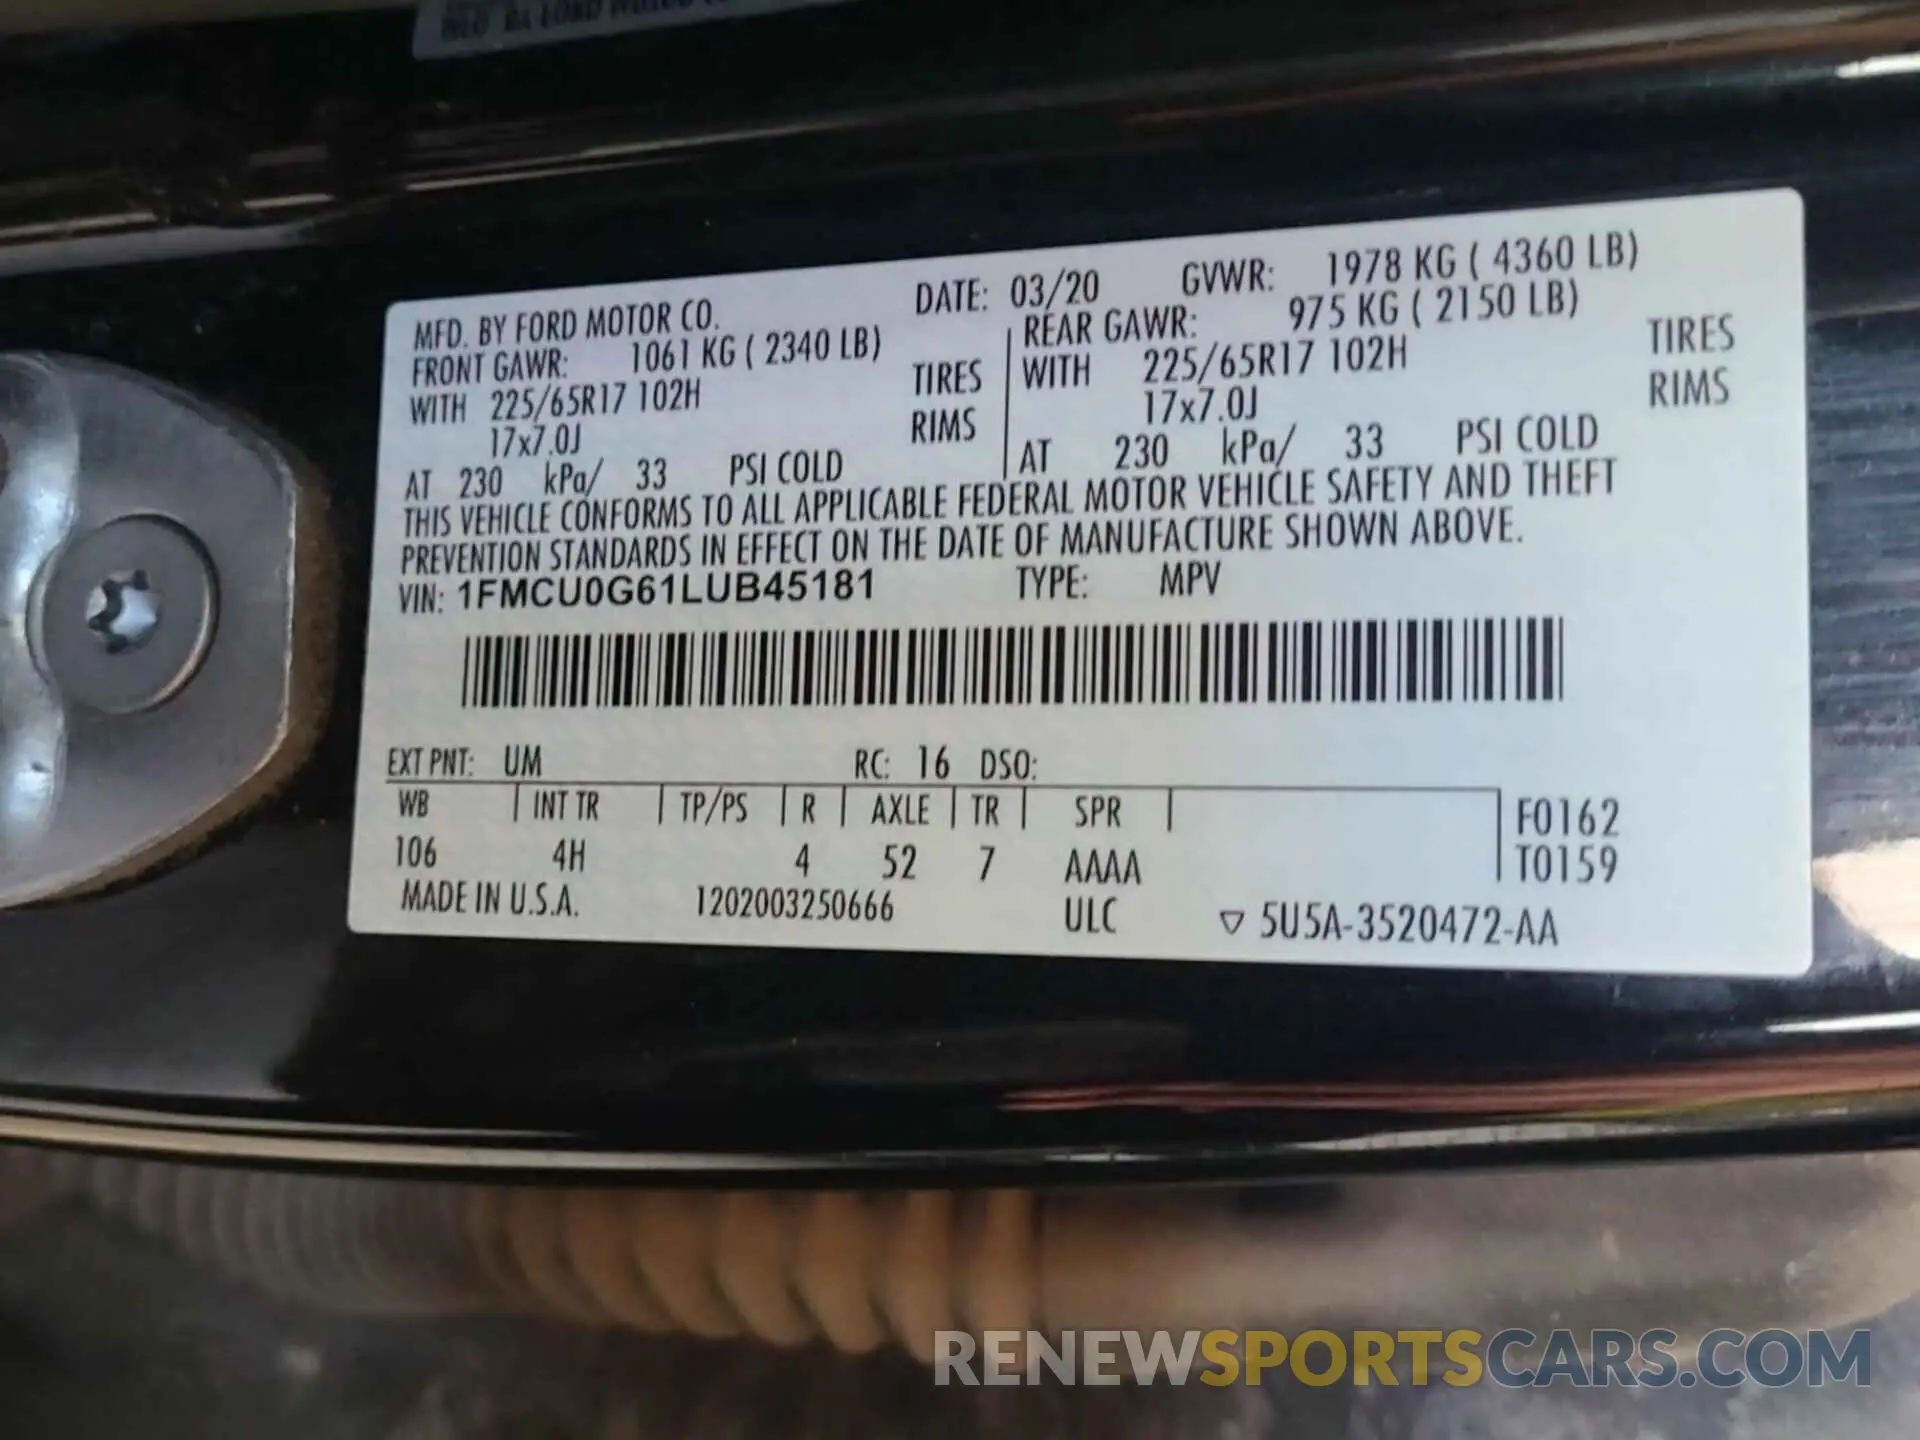 MFD. BY FORD MOTOR CO. DATE: 03/20 GVWR: 1978 KG ( 4360 LB)
FRONT GAWR: 1061 KG ( 2340 LB) REAR GAWR: 975 KG ( 2150 LB)
WITH 225/65R17 102H TIRES WITH 225/65R17 102H TIRES
17x7.0J RIMS 17x7.0J RIMS
AT 230 kPa/ 33 PSI COLD AT 230 kPa/ 33 PSI COLD
THIS VEHICLE CONFORMS TO ALL APPLICABLE FEDERAL MOTOR VEHICLE SAFETY AND THEFT
PREVENTION STANDARDS IN EFFECT ON THE DATE OF MANUFACTURE SHOWN ABOVE.
VIN: 1FMCU0G61LUB45181 TYPE: MPV
EXT PNT: UM RC: 16 DSO:
WB INT TR TP/PS R AXLE TR SPR F0162
106 4H 4 52 7 AAAA T0159
MADE IN U.S.A. 1202003250666 ULC ▽ 5U5A-3520472-AA
RENEWSPORTSCARS.COM